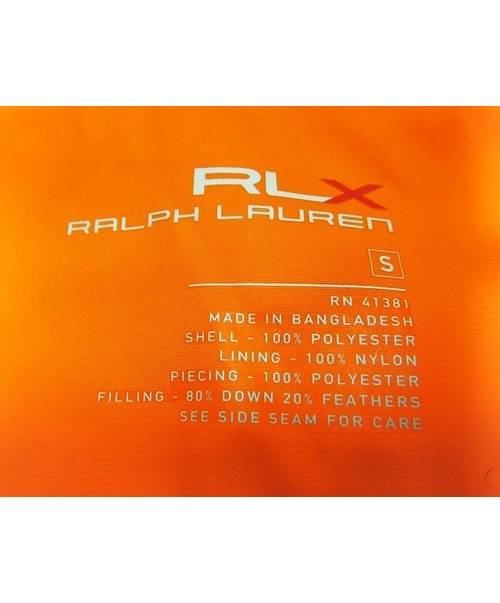 RLX
RALPH LAUREN
S
RN 41381
MADE IN BANGLADESH
SHELL - 100% POLYESTER
LINING - 100% NYLON
PIECING - 100% POLYESTER
FILLING - 80% DOWN 20% FEATHERS
SEE SIDE SEAM FOR CARE